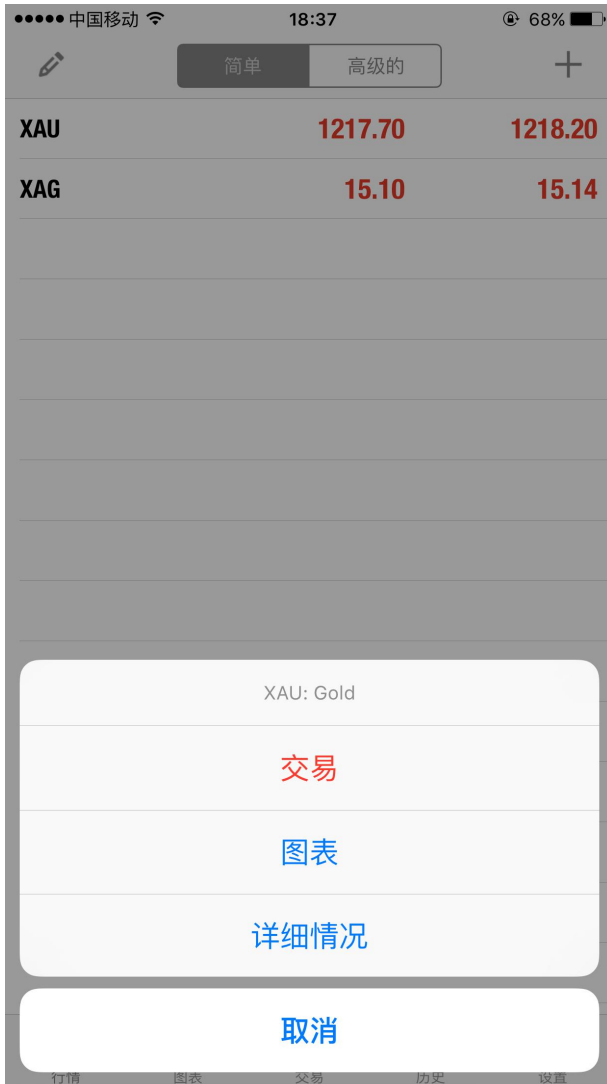 中国移动 18:37 68%
简单 高级的
XAU 1217.70 1218.20
XAG 15.10 15.14
XAU: Gold
交易
图表
详细情况
取消
行情 图表 交易 历史 设置